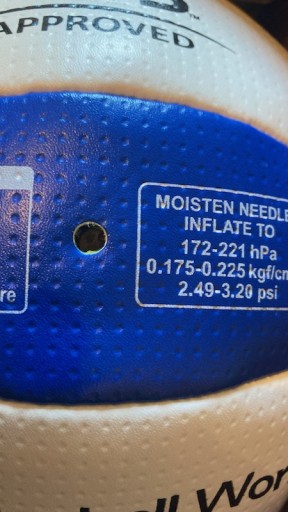 APPROVED
MOISTEN NEEDLE
INFLATE TO
172-221 hPa
0.175-0.225 kgf/cm
2.49-3.20 psi
re